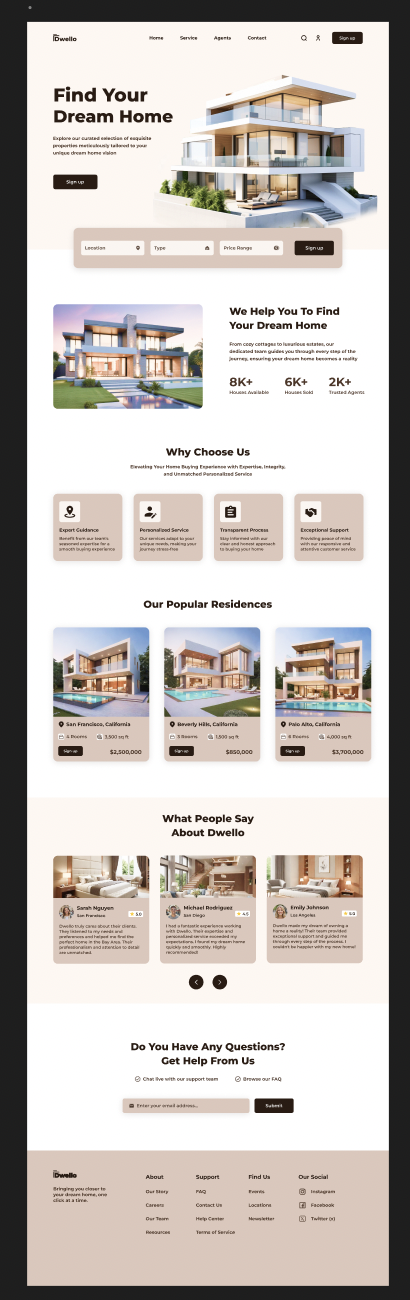 Dwello
Home Service Agents Contact
Sign up
Find Your
Dream Home
Explore our curated selection of exquisite
properties meticulously tailored to your
unique dream home vision
Sign up
Location Type Price Range Sign up
We Help You To Find
Your Dream Home
From cozy cottages to luxurious estates, our
dedicated team guides you through every step of the
journey, ensuring your dream home becomes a reality
8K+ 6K+ 2K+
Houses Available Houses Sold Trusted Agents
Why Choose Us
Elevating Your Home Buying Experience with Expertise, Integrity,
and Unmatched Personalized Service
Expert Guidance
Benefit from our team's
seasoned expertise for a
smooth buying experience
Personalized Service
Our services adapt to your
unique needs, making your
journey stress-free
Transparent Process
Stay informed with our
clear and honest approach
to buying your home
Exceptional Support
Providing peace of mind
with our responsive and
attentive customer service
Our Popular Residences
San Francisco, California
4 Rooms 3,500 sq ft
Sign up $2,500,000
Beverly Hills, California
3 Rooms 1,500 sq ft
Sign up $850,000
Palo Alto, California
6 Rooms 4,000 sq ft
Sign up $3,700,000
What People Say
About Dwello
Sarah Nguyen
San Francisco
5.0
Dwello truly cares about their clients.
They listened to my needs and
preferences and helped me find the
perfect home in the Bay Area. Their
professionalism and attention to detail
are unmatched.
Michael Rodriguez
San Diego
4.5
I had a fantastic experience working
with Dwello. Their expertise and
personalized service exceeded my
expectations. I found my dream home
quickly and smoothly. Highly
recommended!
Emily Johnson
Los Angeles
5.0
Dwello made my dream of owning a
home a reality! Their team provided
exceptional support and guided me
through every step of the process. I
couldn't be happier with my new home!
Do You Have Any Questions?
Get Help From Us
Chat live with our support team Browse our FAQ
Enter your email address... Submit
Dwello
Bringing you closer to
your dream home, one
click at a time.
About
Our Story
Careers
Our Team
Resources
Support
FAQ
Contact Us
Help Center
Terms of Service
Find Us
Events
Locations
Newsletter
Our Social
Instagram
Facebook
Twitter (x)